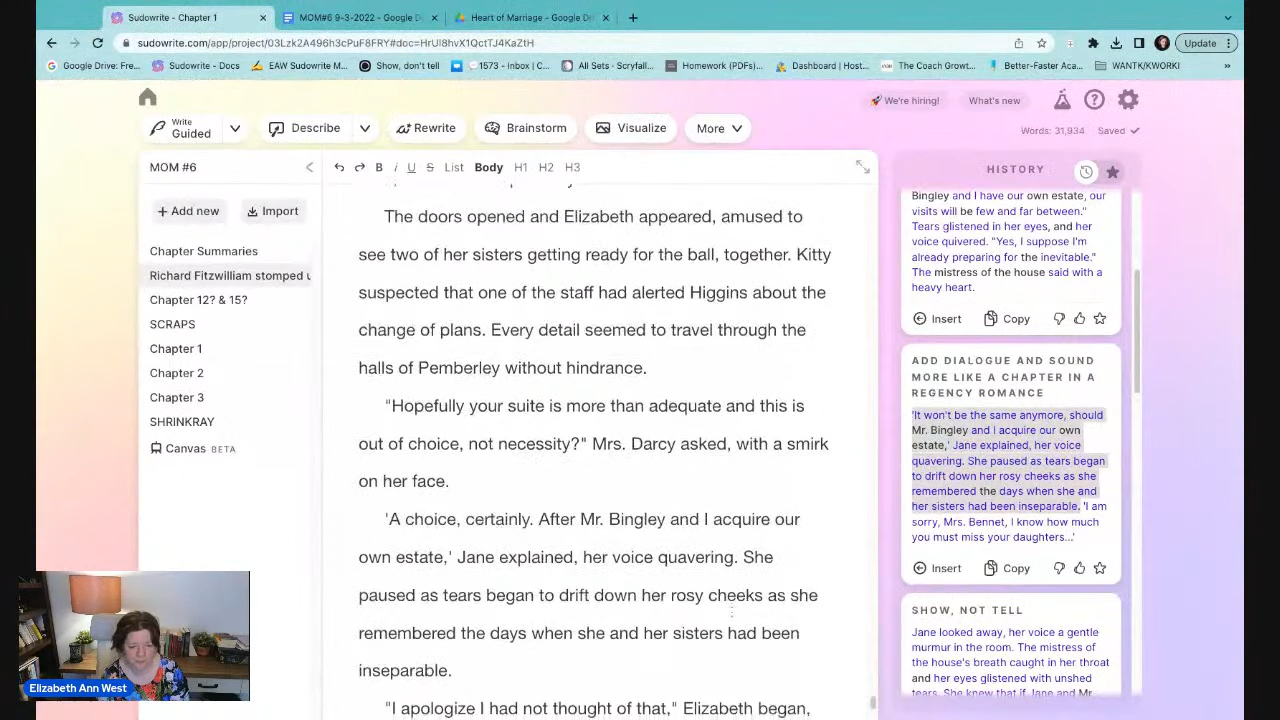 Sudowrite - Chapter 1
MOM#6 9-3-2022 - Google D
Heart of Marriage - Google Dri
sudowrite.com/app/project/03Lzk2A496h3cPuF8FRY#doc=HrUl8hvX1QctTJ4KaZtH
Update
Google Drive: Fre...
Sudowrite - Docs
EAW Sudowrite M...
Show, don't tell
1573 - Inbox | C...
All Sets - Scryfall...
Homework (PDFs)...
Dashboard | Host...
The Coach Growt...
Better-Faster Aca...
WANTK/KWORKI
»
We're hiring!
What's new
Write
Guided
Describe
Rewrite
Brainstorm
Visualize
More
Words: 31,934
Saved
MOM #6
B i U S List Body H1 H2 H3
HISTORY
+ Add new
Import
Chapter Summaries
Richard Fitzwilliam stomped u
Chapter 12? & 15?
SCRAPS
Chapter 1
Chapter 2
Chapter 3
SHRINKRAY
Canvas BETA
The doors opened and Elizabeth appeared, amused to
see two of her sisters getting ready for the ball, together. Kitty
suspected that one of the staff had alerted Higgins about the
change of plans. Every detail seemed to travel through the
halls of Pemberley without hindrance.
"Hopefully your suite is more than adequate and this is
out of choice, not necessity?" Mrs. Darcy asked, with a smirk
on her face.
'A choice, certainly. After Mr. Bingley and I acquire our
own estate,' Jane explained, her voice quavering. She
paused as tears began to drift down her rosy cheeks as she
remembered the days when she and her sisters had been
inseparable.
"I apologize I had not thought of that," Elizabeth began,
Bingley and I have our own estate, our
visits will be few and far between."
Tears glistened in her eyes, and her
voice quivered. "Yes, I suppose I'm
already preparing for the inevitable."
The mistress of the house said with a
heavy heart.
Insert
Copy
ADD DIALOGUE AND SOUND
MORE LIKE A CHAPTER IN A
REGENCY ROMANCE
'It won't be the same anymore, should
Mr. Bingley and I acquire our own
estate,' Jane explained, her voice
quavering. She paused as tears began
to drift down her rosy cheeks as she
remembered the days when she and
her sisters had been inseparable. 'I am
sorry, Mrs. Bennet, I know how much
you must miss your daughters...'
Insert
Copy
SHOW, NOT TELL
Jane looked away, her voice a gentle
murmur in the room. The mistress of
the house's breath caught in her throat
and her eyes glistened with unshed
tears. She knew that if Jane and Mr.
Elizabeth Ann West